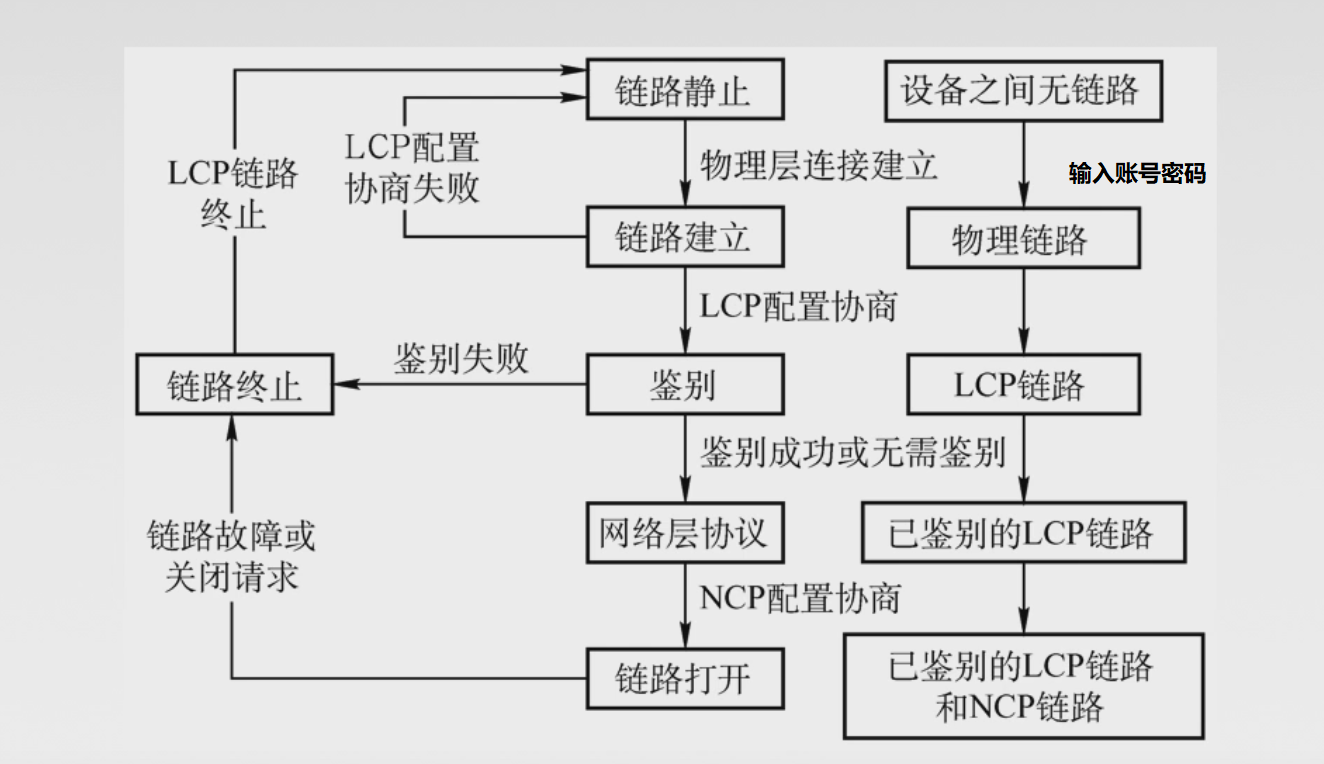 链路静止
设备之间无链路
LCP配置
协商失败
物理层连接建立
输入账号密码
LCP链路
终止
链路建立
物理链路
LCP配置协商
鉴别失败
链路终止
鉴别
LCP链路
鉴别成功或无需鉴别
链路故障或
关闭请求
网络层协议
已鉴别的LCP链路
NCP配置协商
链路打开
已鉴别的LCP链路
和NCP链路